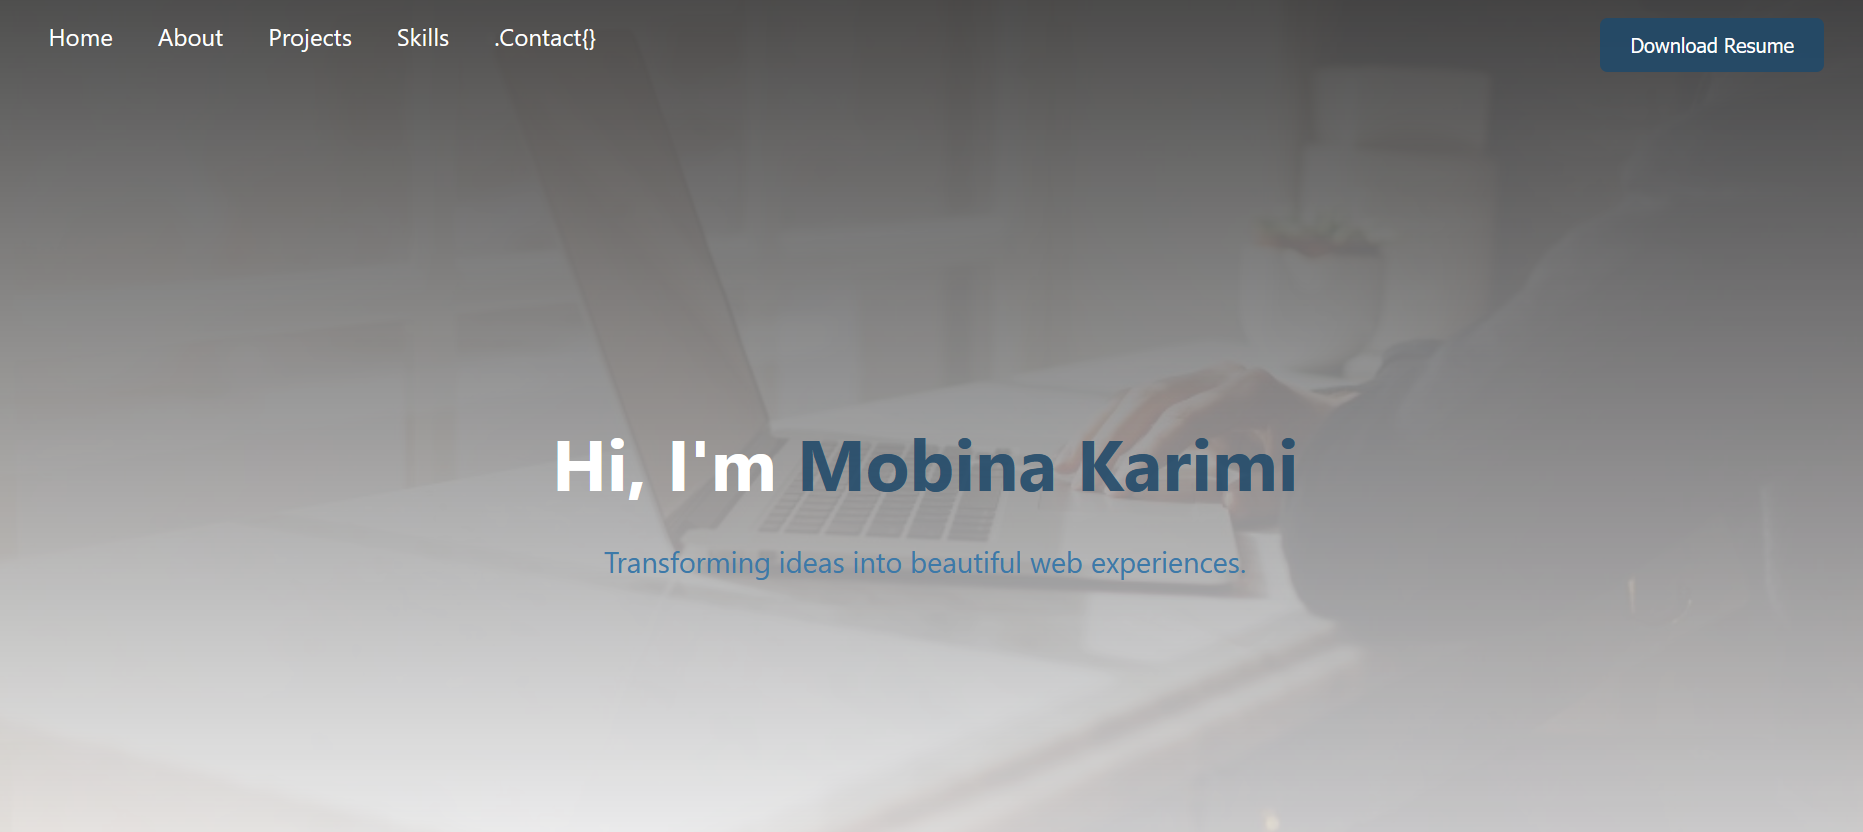 Home About Projects Skills .Contact{} Download Resume
Hi, I'm Mobina Karimi
Transforming ideas into beautiful web experiences.